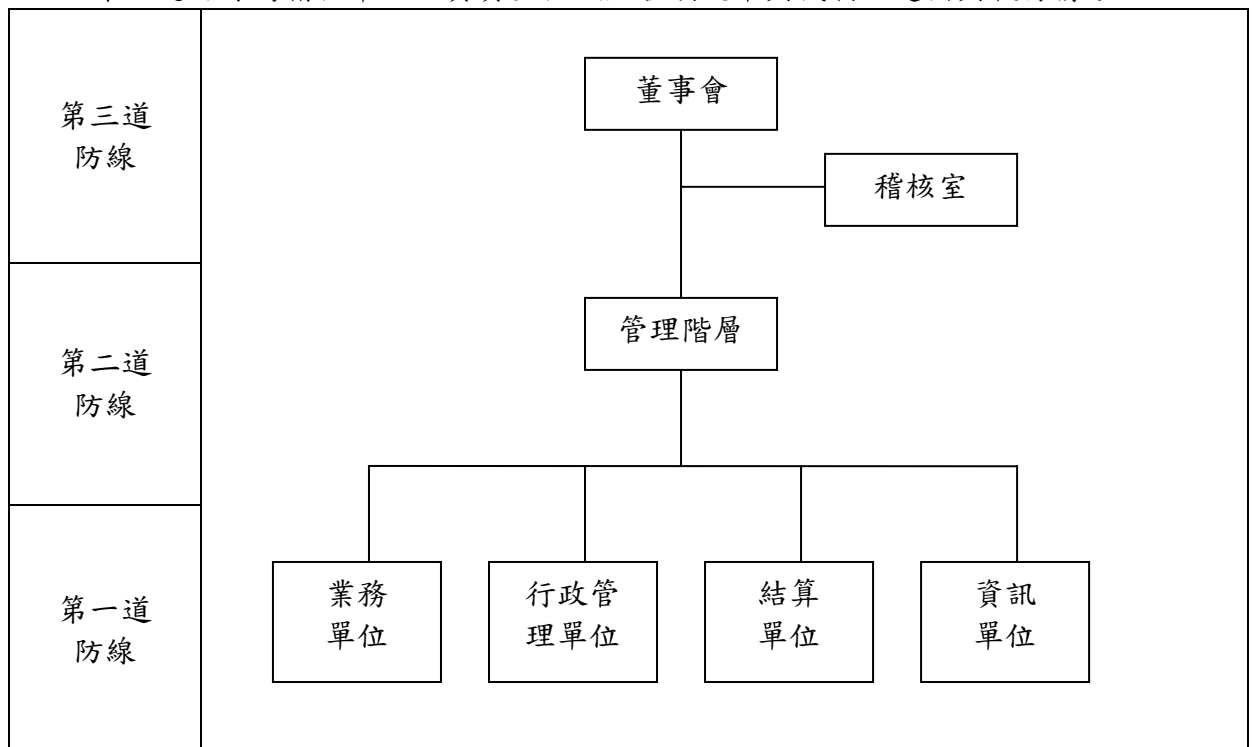 第三道
防線
董事會
稽核室
第二道
防線
管理階層
第一道
防線
業務
單位
行政管
理單位
結算
單位
資訊
單位